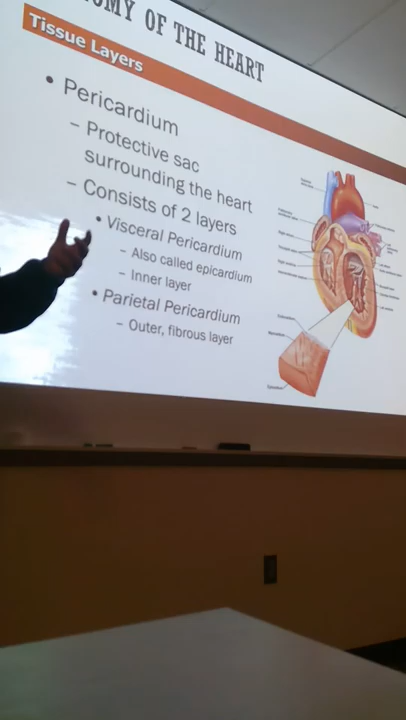 OMY OF THE HEART
Tissue Layers
• Pericardium
– Protective sac
surrounding the heart
– Consists of 2 layers
• Visceral Pericardium
– Also called epicardium
– Inner layer
• Parietal Pericardium
– Outer, fibrous layer